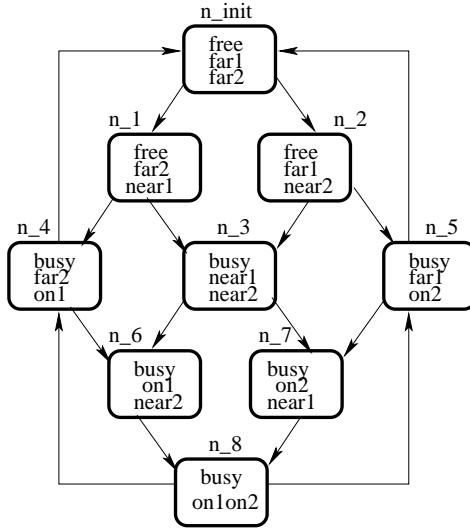 n_init
free
far1
far2
n_1
free
far2
near1
n_2
free
far1
near2
n_4
busy
far2
on1
n_3
busy
near1
near2
n_5
busy
far1
on2
n_6
busy
on1
near2
n_7
busy
on2
near1
n_8
busy
on1on2